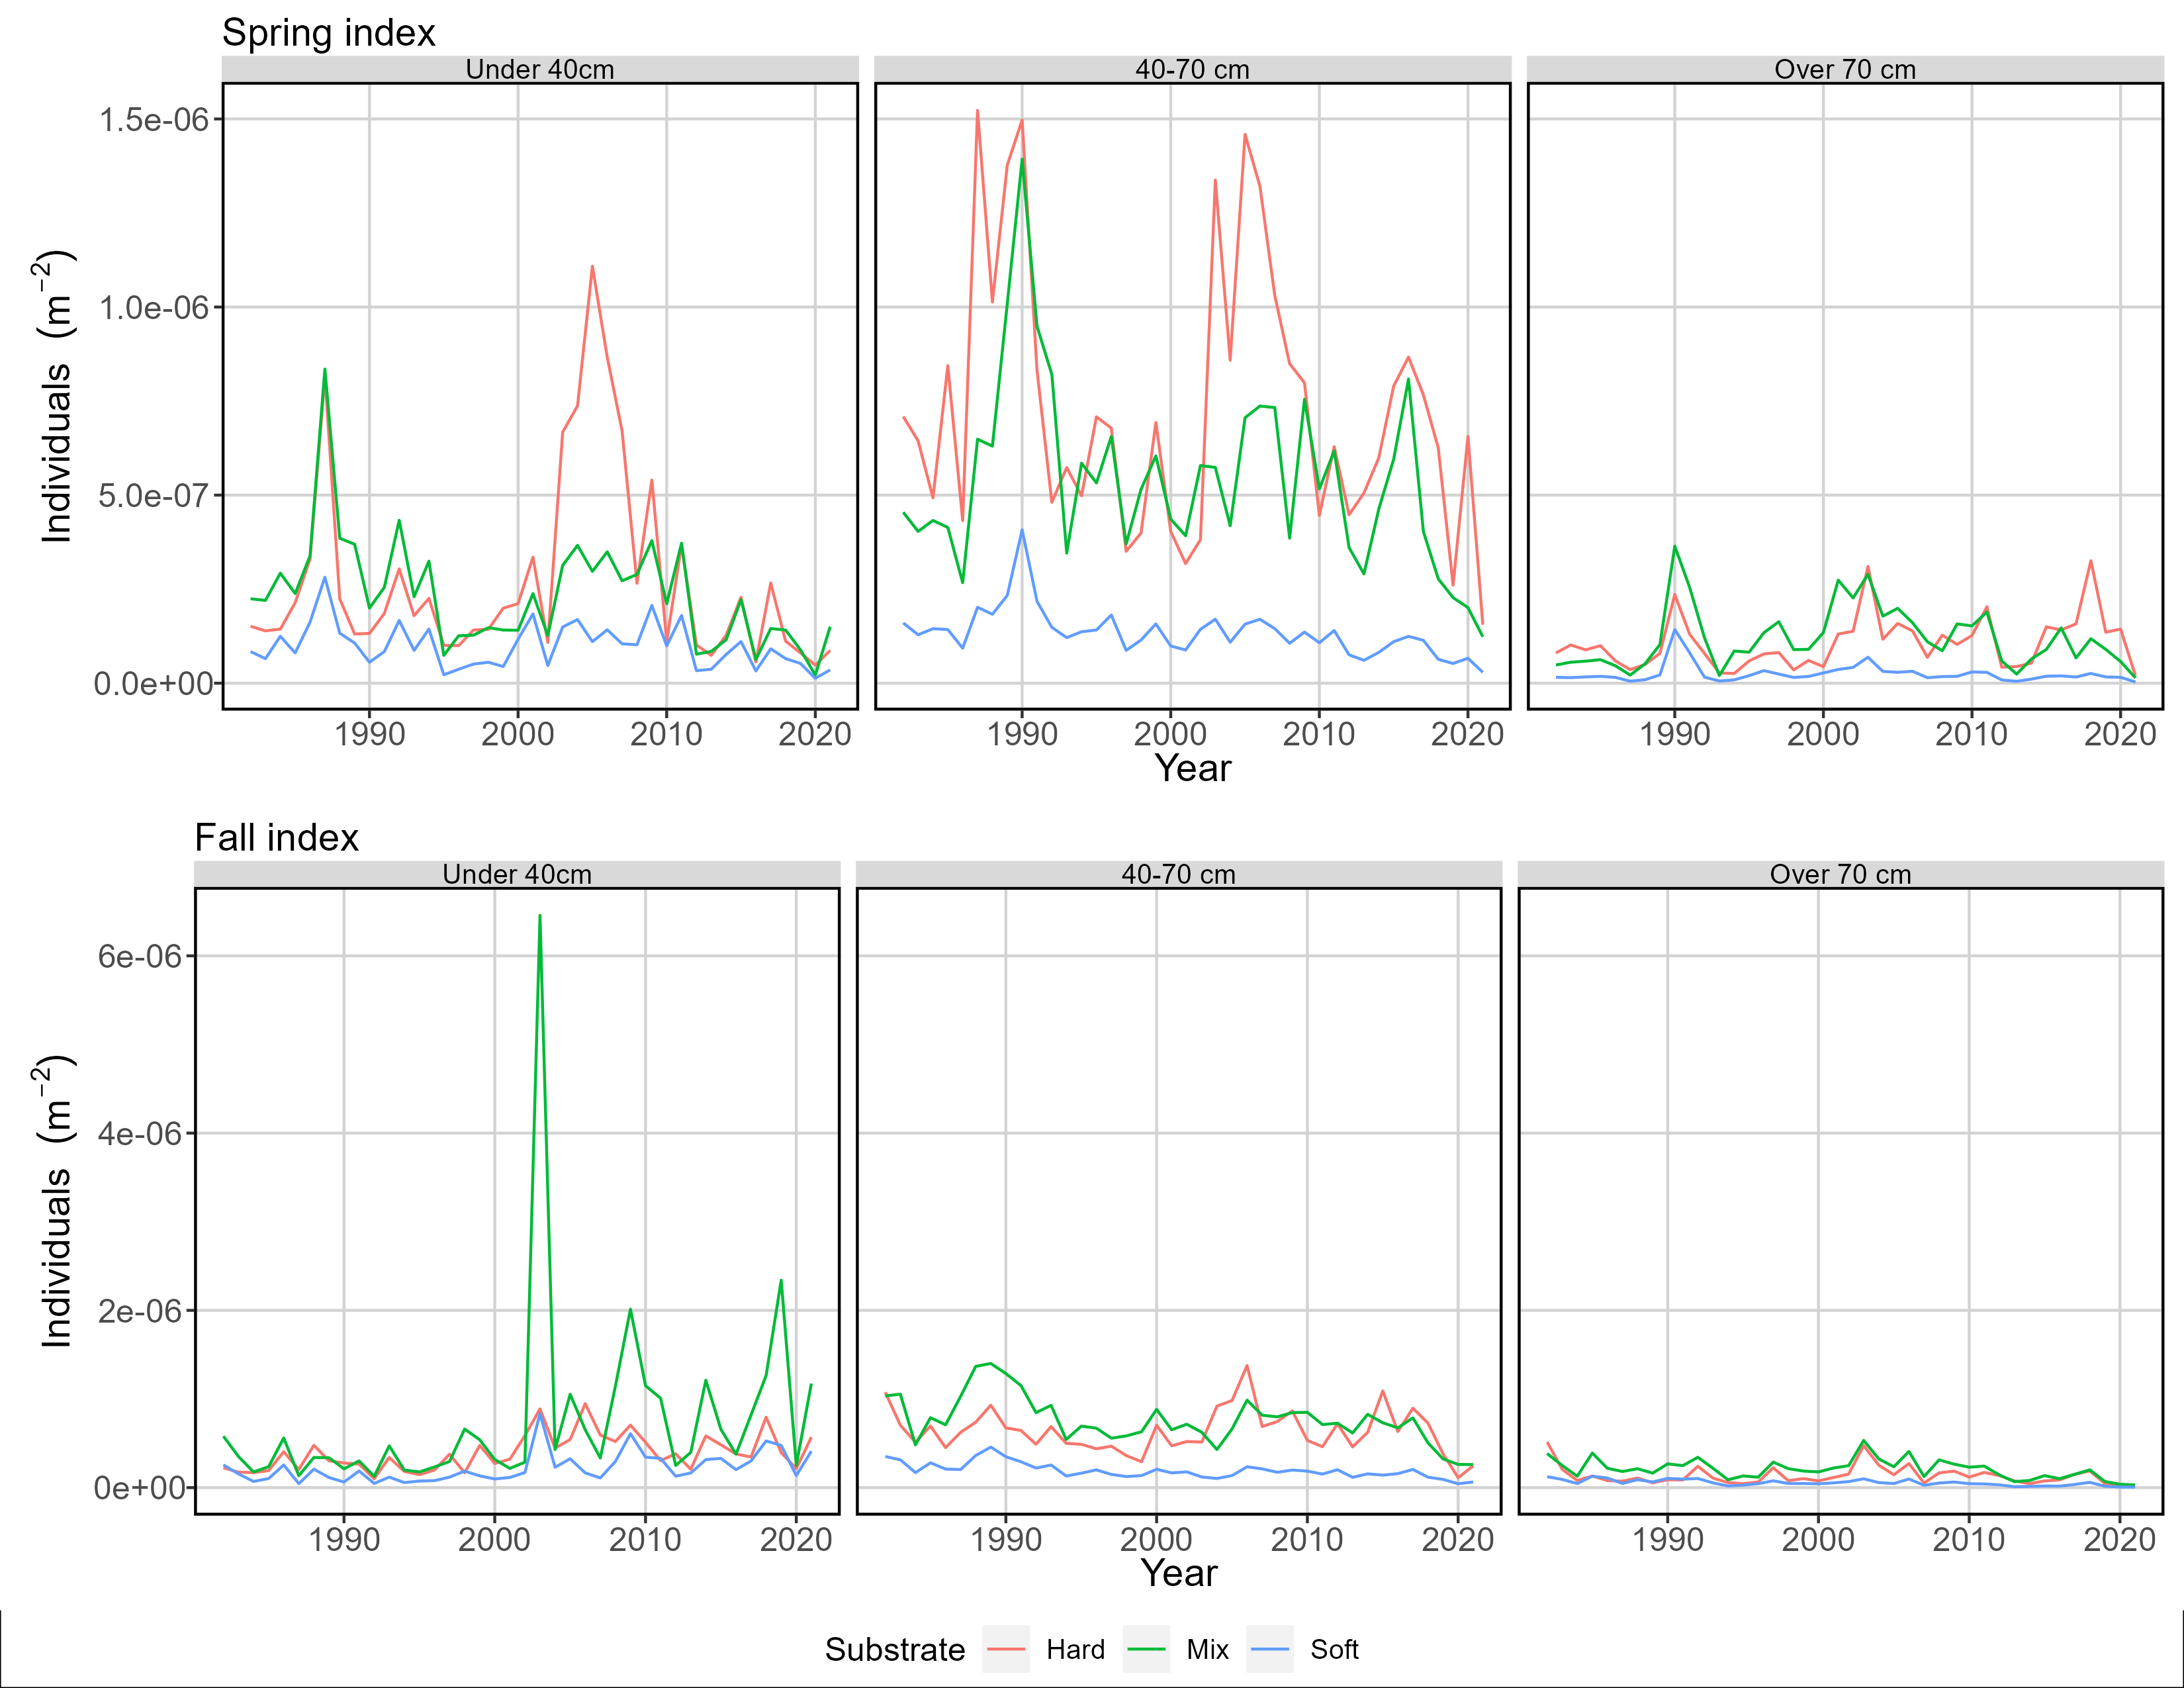 Spring index
Under 40cm 40-70 cm Over 70 cm
1.5e-06
1.0e-06
5.0e-07
0.0e+00
Individuals (m⁻²)
1990 2000 2010 2020 1990 2000 2010 2020 1990 2000 2010 2020
Year
Fall index
Under 40cm 40-70 cm Over 70 cm
6e-06
4e-06
2e-06
0e+00
Individuals (m⁻²)
1990 2000 2010 2020 1990 2000 2010 2020 1990 2000 2010 2020
Year
Substrate Hard Mix Soft